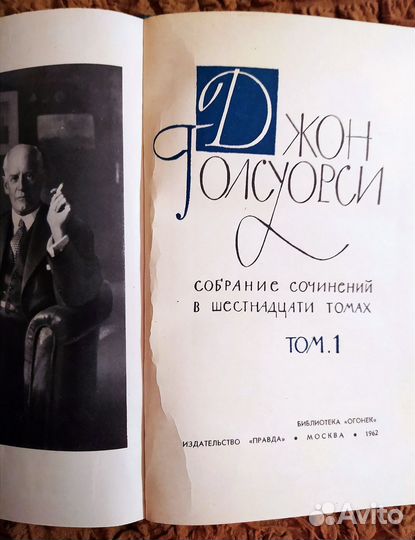 ДЖОН
ГОЛСУОРСИ
СОБРАНИЕ СОЧИНЕНИЙ
В ШЕСТНАДЦАТИ ТОМАХ
ТОМ.1
БИБЛИОТЕКА «ОГОНЕК»
ИЗДАТЕЛЬСТВО «ПРАВДА» • МОСКВА • 1962
Avito